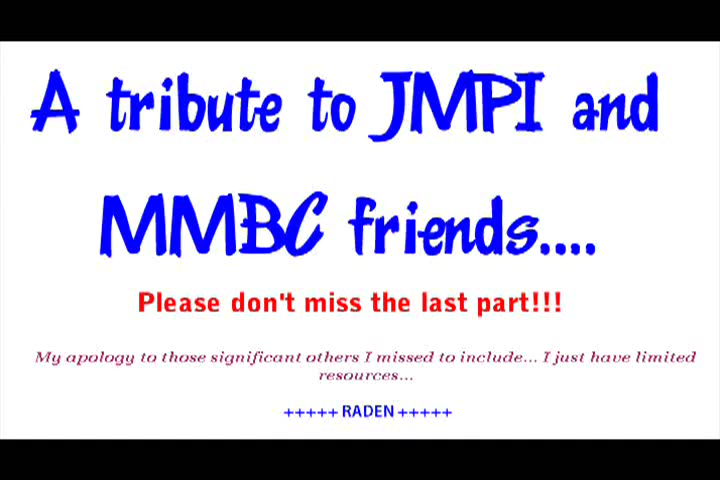 A tribute to JMPI and
MMBC friends....
Please don't miss the last part!!!
My apology to those significant others I missed to include... I just have limited
resources...
+++++ RADEN +++++